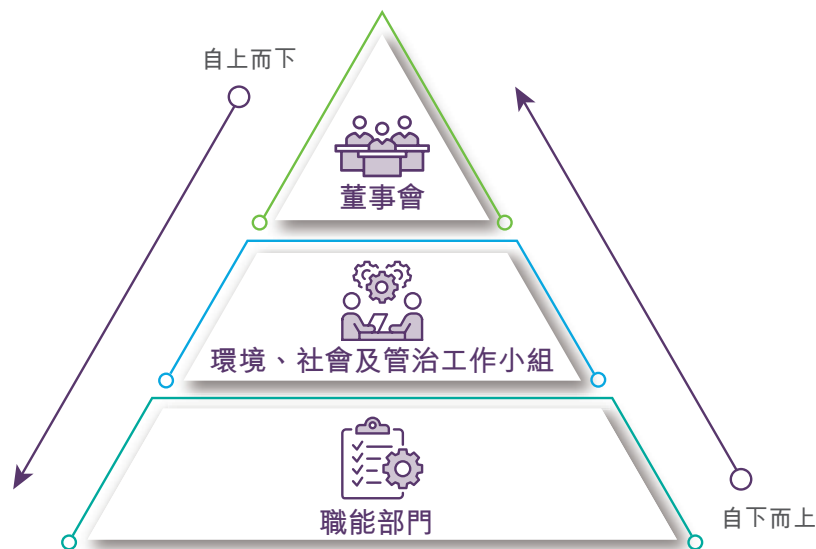 自上而下
董事會
環境、社會及管治工作小組
職能部門
自下而上